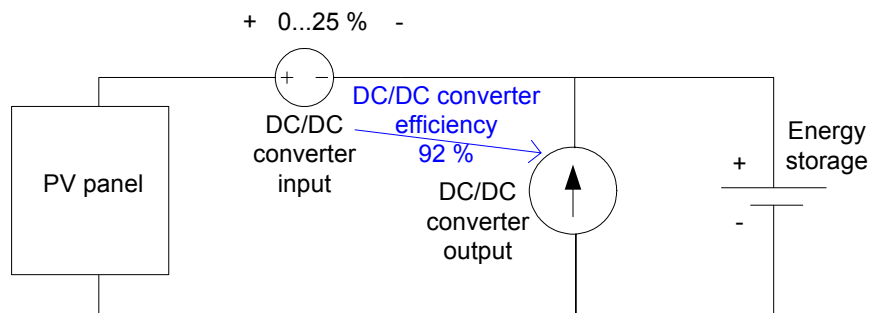 + 0...25 % -
+ -
DC/DC converter
efficiency
92 %
DC/DC
converter
input
PV panel
DC/DC
converter
output
Energy
storage
+
-